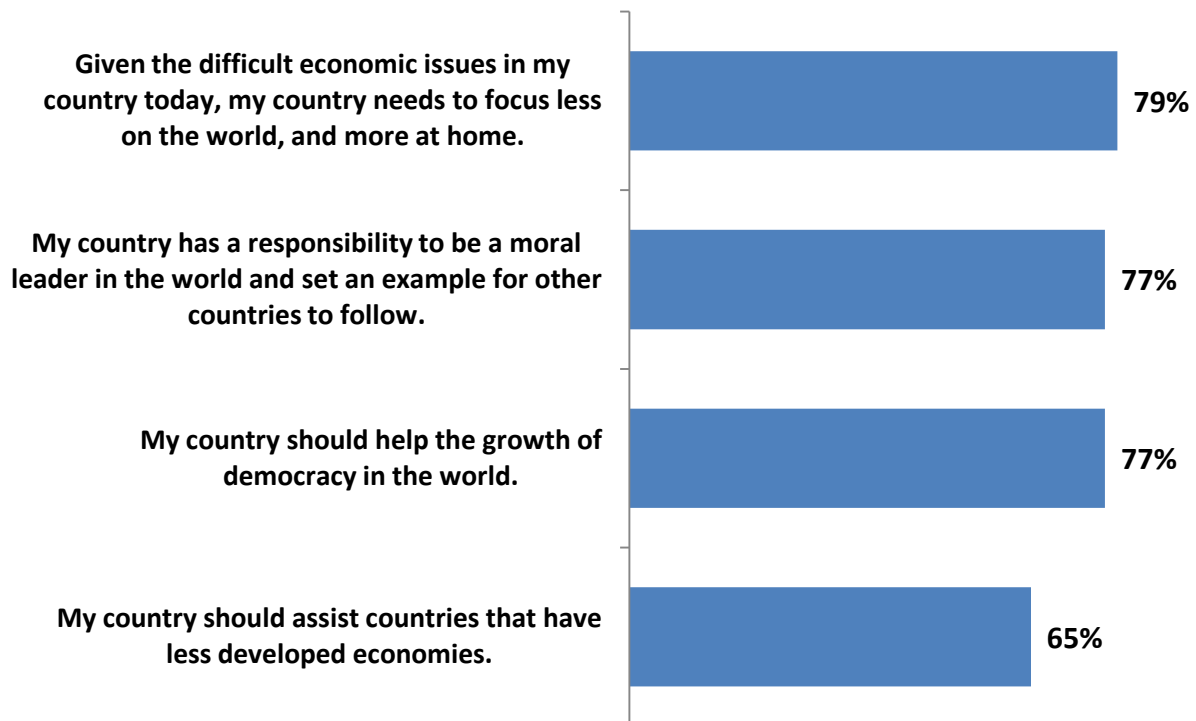 Given the difficult economic issues in my
country today, my country needs to focus less
on the world, and more at home.
79%
My country has a responsibility to be a moral
leader in the world and set an example for other
countries to follow.
77%
My country should help the growth of
democracy in the world.
77%
My country should assist countries that have
less developed economies.
65%